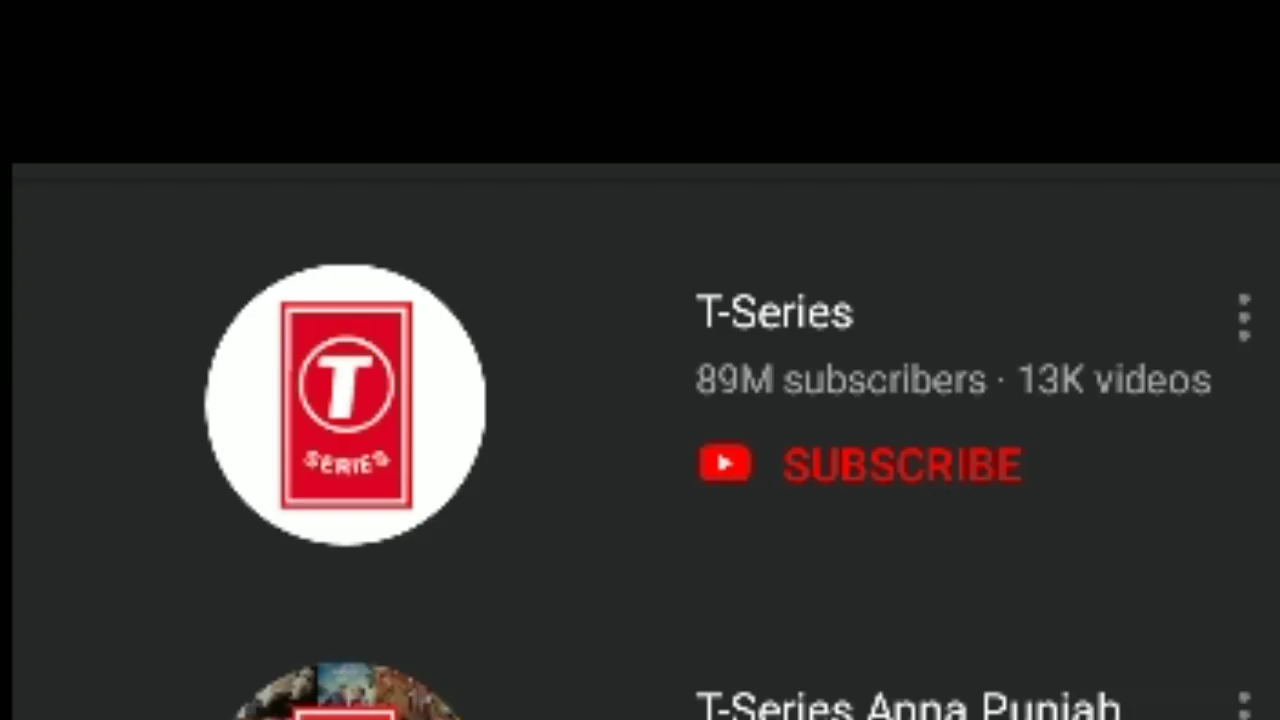 T-Series
89M subscribers · 13K videos
SUBSCRIBE
T
SERIES
T-Series Apna Punjab